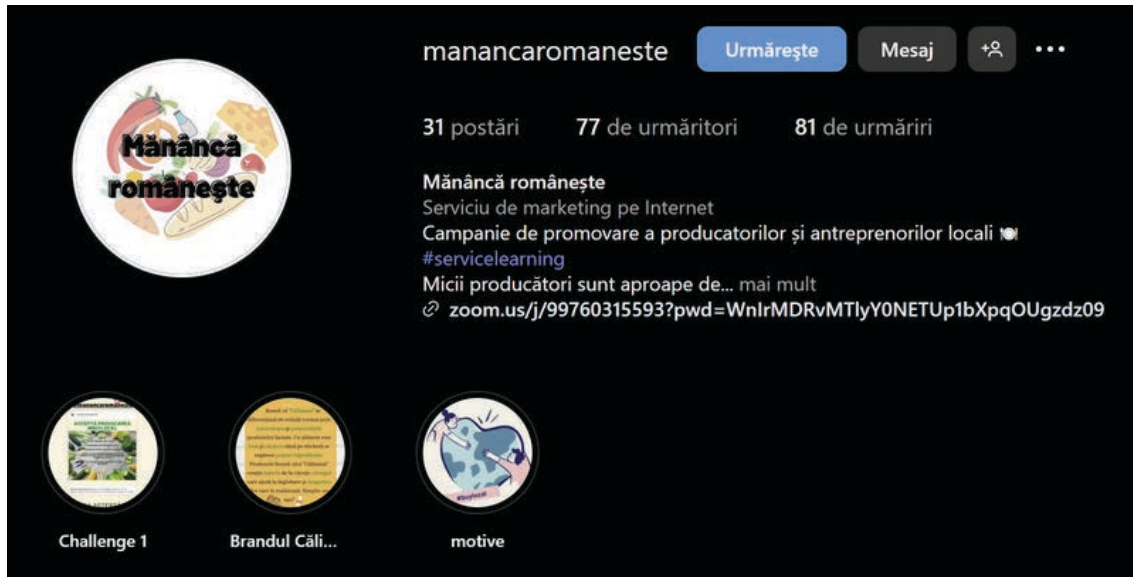 manancaromaneste
Urmărește
Mesaj
31 postări
77 de urmăritori
81 de urmăriri
Mănâncă
românește
Mănâncă românește
Serviciu de marketing pe Internet
Campanie de promovare a producatorilor și antreprenorilor locali
#servicelearning
Micii producători sunt aproape de... mai mult
zoom.us/j/99760315593?pwd=WnIrMDRvMTlyY0NETUp1bXpqOUgzdz09
#buylocal
Challenge 1
Brandul Căli...
motive